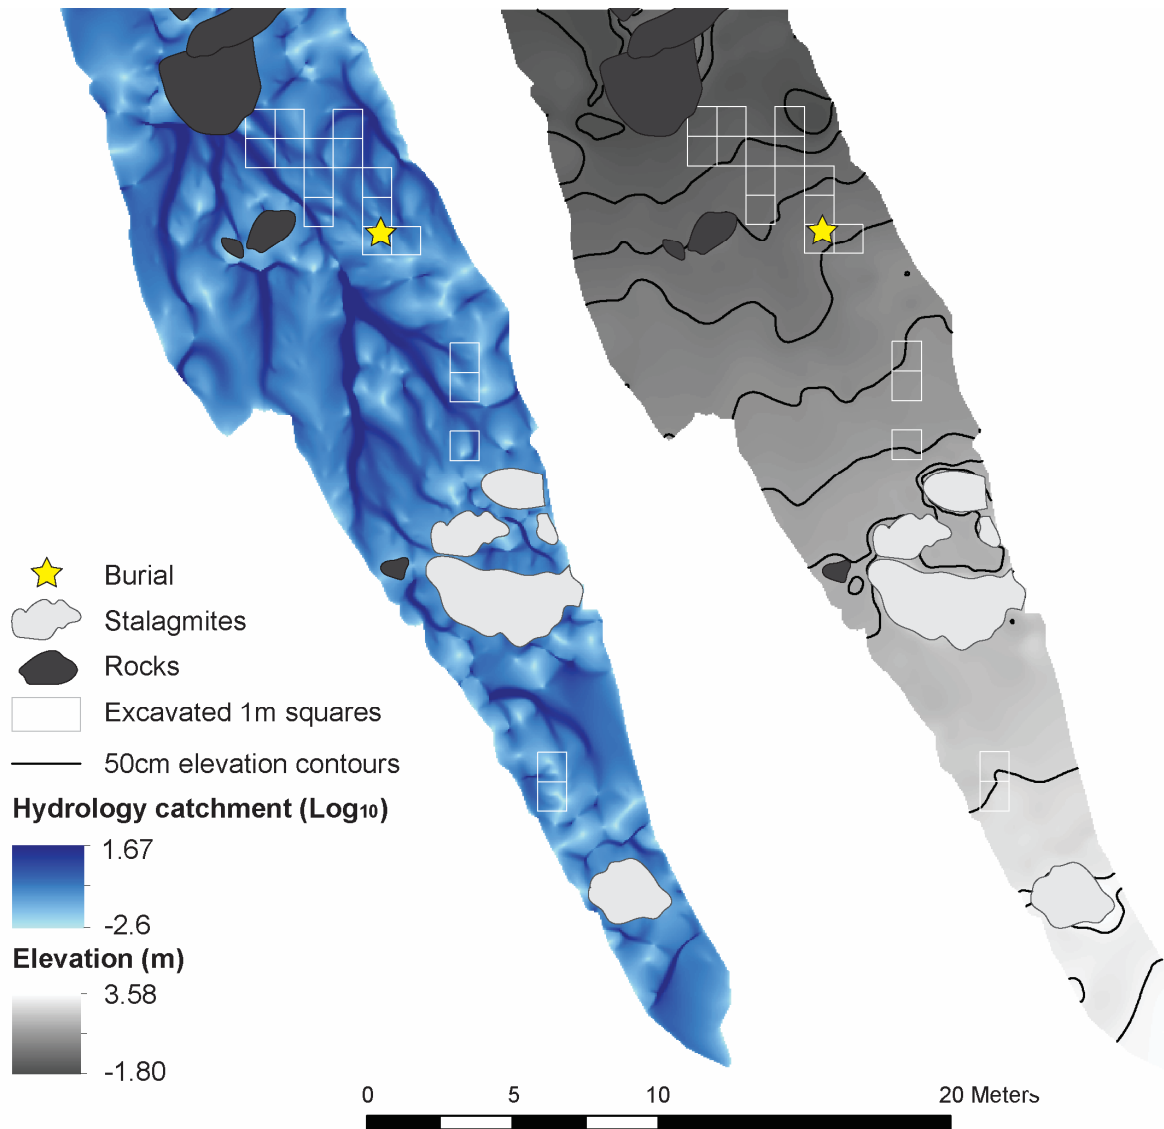 Burial
Stalagmites
Rocks
Excavated 1m squares
50cm elevation contours
Hydrology catchment (Log₁₀)
1.67
-2.6
Elevation (m)
3.58
-1.80
0 5 10 20 Meters